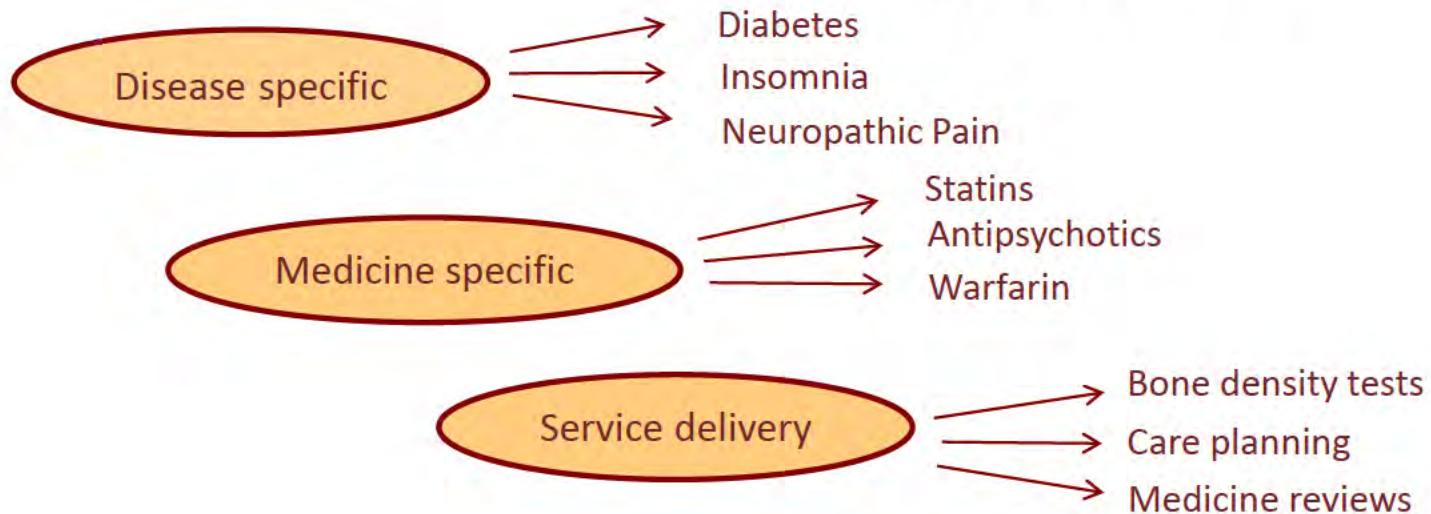 Disease specific
Diabetes
Insomnia
Neuropathic Pain
Medicine specific
Statins
Antipsychotics
Warfarin
Service delivery
Bone density tests
Care planning
Medicine reviews